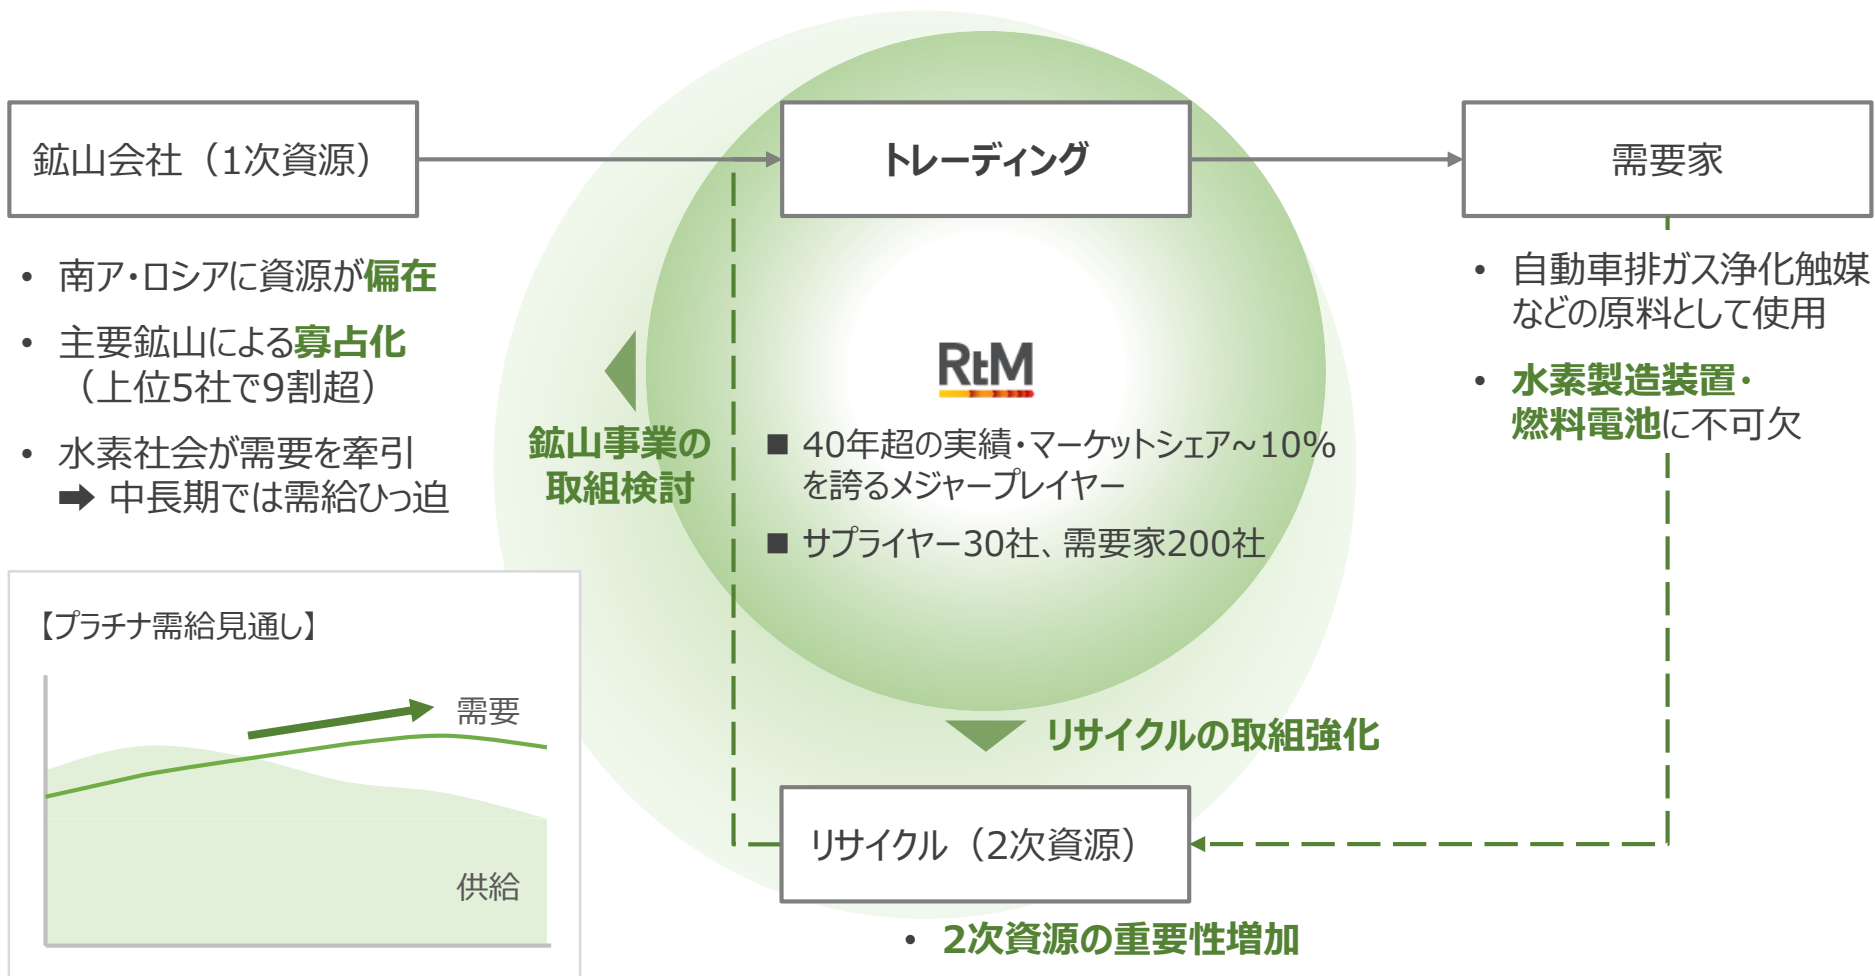 鉱山会社（1次資源）
トレーディング
需要家
• 南ア・ロシアに資源が偏在
• 主要鉱山による寡占化
（上位5社で9割超）
• 水素社会が需要を牽引
➡ 中長期では需給ひっ迫
鉱山事業の
取組検討
RtM
■ 40年超の実績・マーケットシェア~10%
を誇るメジャープレイヤー
■ サプライヤー30社、需要家200社
• 自動車排ガス浄化触媒
などの原料として使用
• 水素製造装置・
燃料電池に不可欠
【プラチナ需給見通し】
需要
供給
リサイクルの取組強化
リサイクル（2次資源）
• 2次資源の重要性増加